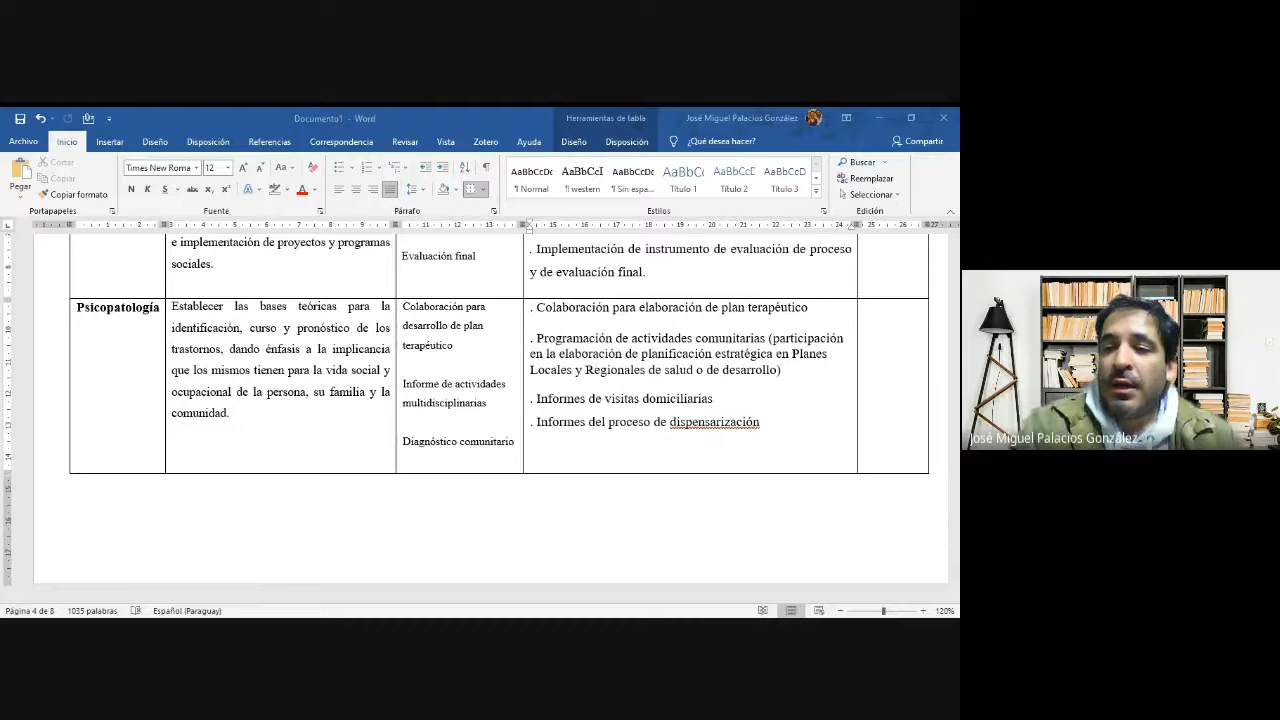 Documento1 - Word
Herramientas de tabla
José Miguel Palacios González
Archivo Inicio Insertar Diseño Disposición Referencias Correspondencia Revisar Vista Zotero Ayuda Diseño Disposición ¿Qué desea hacer? Compartir
Pegar
Cortar
Copiar
Copiar formato
Portapapeles
Times New Roma 12
Fuente
Párrafo
AaBbCcDc AaBbCcI AaBbCcDc AaBbCcI AaBbCcD AaBbCcD
¶ Normal ¶ western ¶ Sin espa... Título 1 Título 2 Título 3
Estilos
Buscar
Reemplazar
Seleccionar
Edición
e implementación de proyectos y programas
sociales.
Evaluación final
. Implementación de instrumento de evaluación de proceso
y de evaluación final.
Psicopatología
Establecer las bases teóricas para la
identificación, curso y pronóstico de los
trastornos, dando énfasis a la implicancia
que los mismos tienen para la vida social y
ocupacional de la persona, su familia y la
comunidad.
Colaboración para
desarrollo de plan
terapéutico
Informe de actividades
multidisciplinarias
Diagnóstico comunitario
. Colaboración para elaboración de plan terapéutico
. Programación de actividades comunitarias (participación
en la elaboración de planificación estratégica en Planes
Locales y Regionales de salud o de desarrollo)
. Informes de visitas domiciliarias
. Informes del proceso de dispensarización
Página 4 de 8 1035 palabras Español (Paraguay) 120%
José Miguel Palacios González